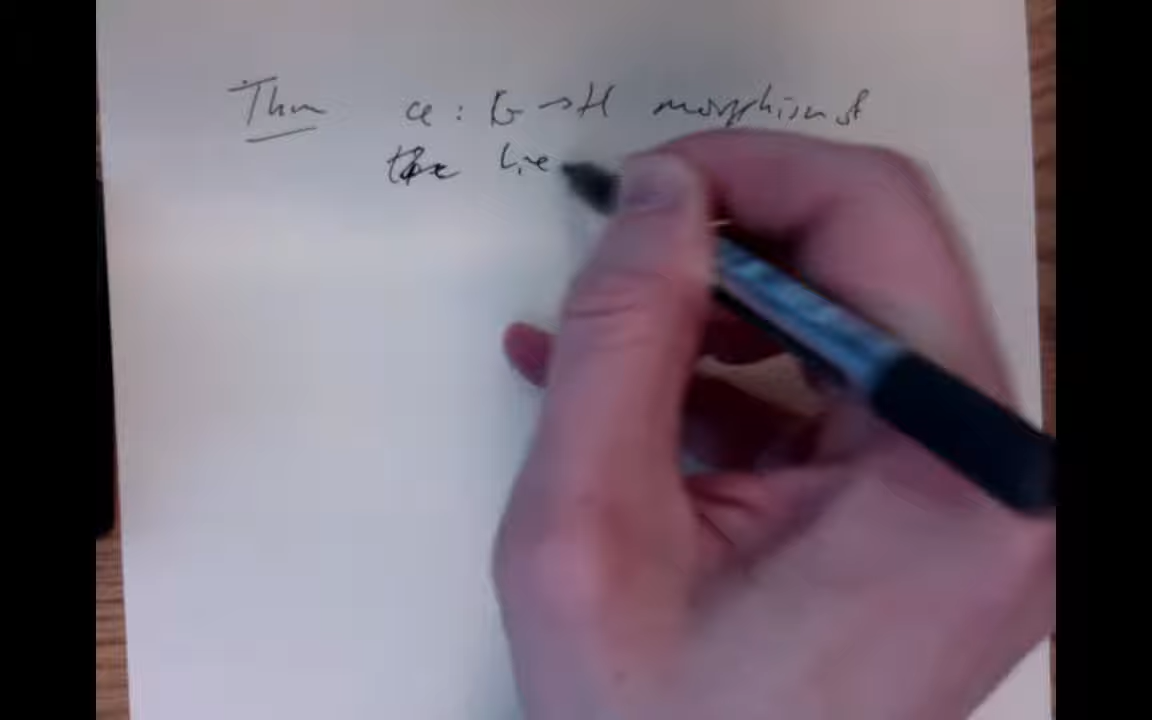 Thm φ : G → H morphism of
the Lie